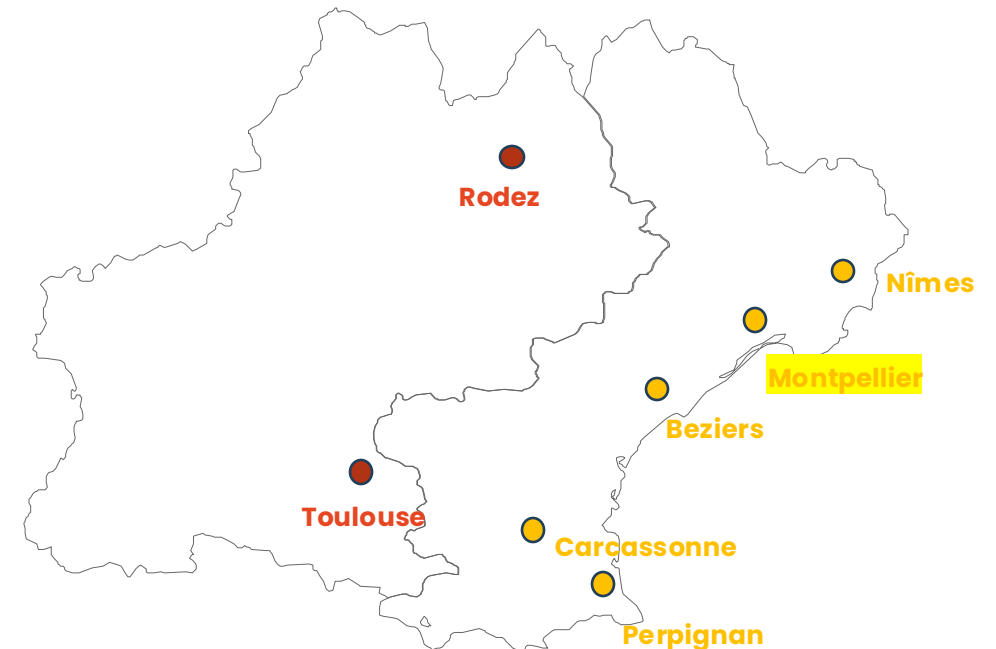 Rodez
Nîmes
Montpellier
Beziers
Toulouse
Carcassonne
Perpignan